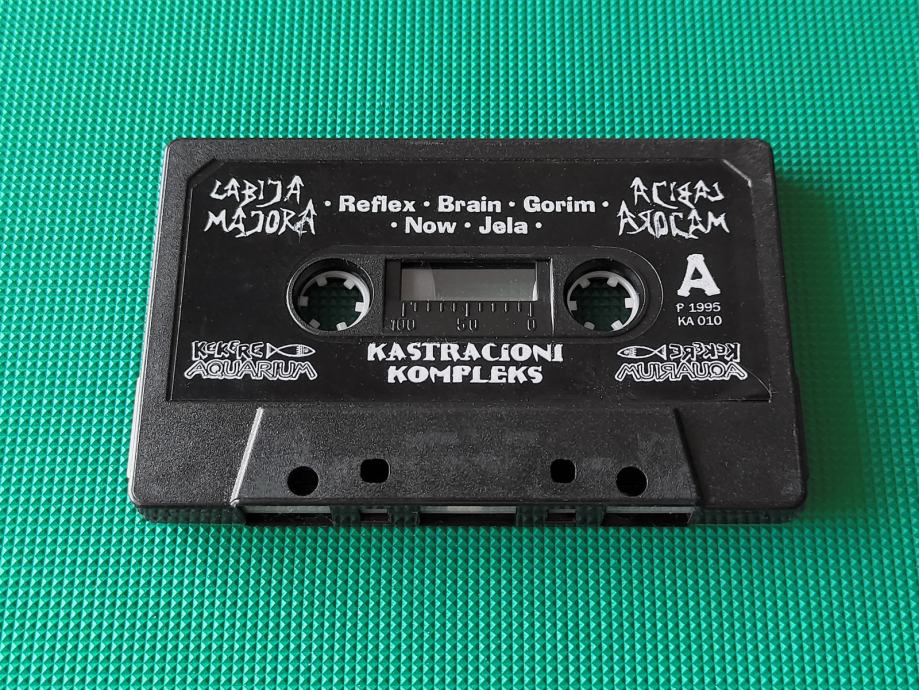 LABIJA
MAJORA
· Reflex · Brain · Gorim ·
· Now · Jela ·
LABIJA
MAJORA
A
P 1995
KA 010
100 50 0
KEKERE
AQUARIUM
KASTRACIONI
KOMPLEKS
KEKERE
AQUARIUM